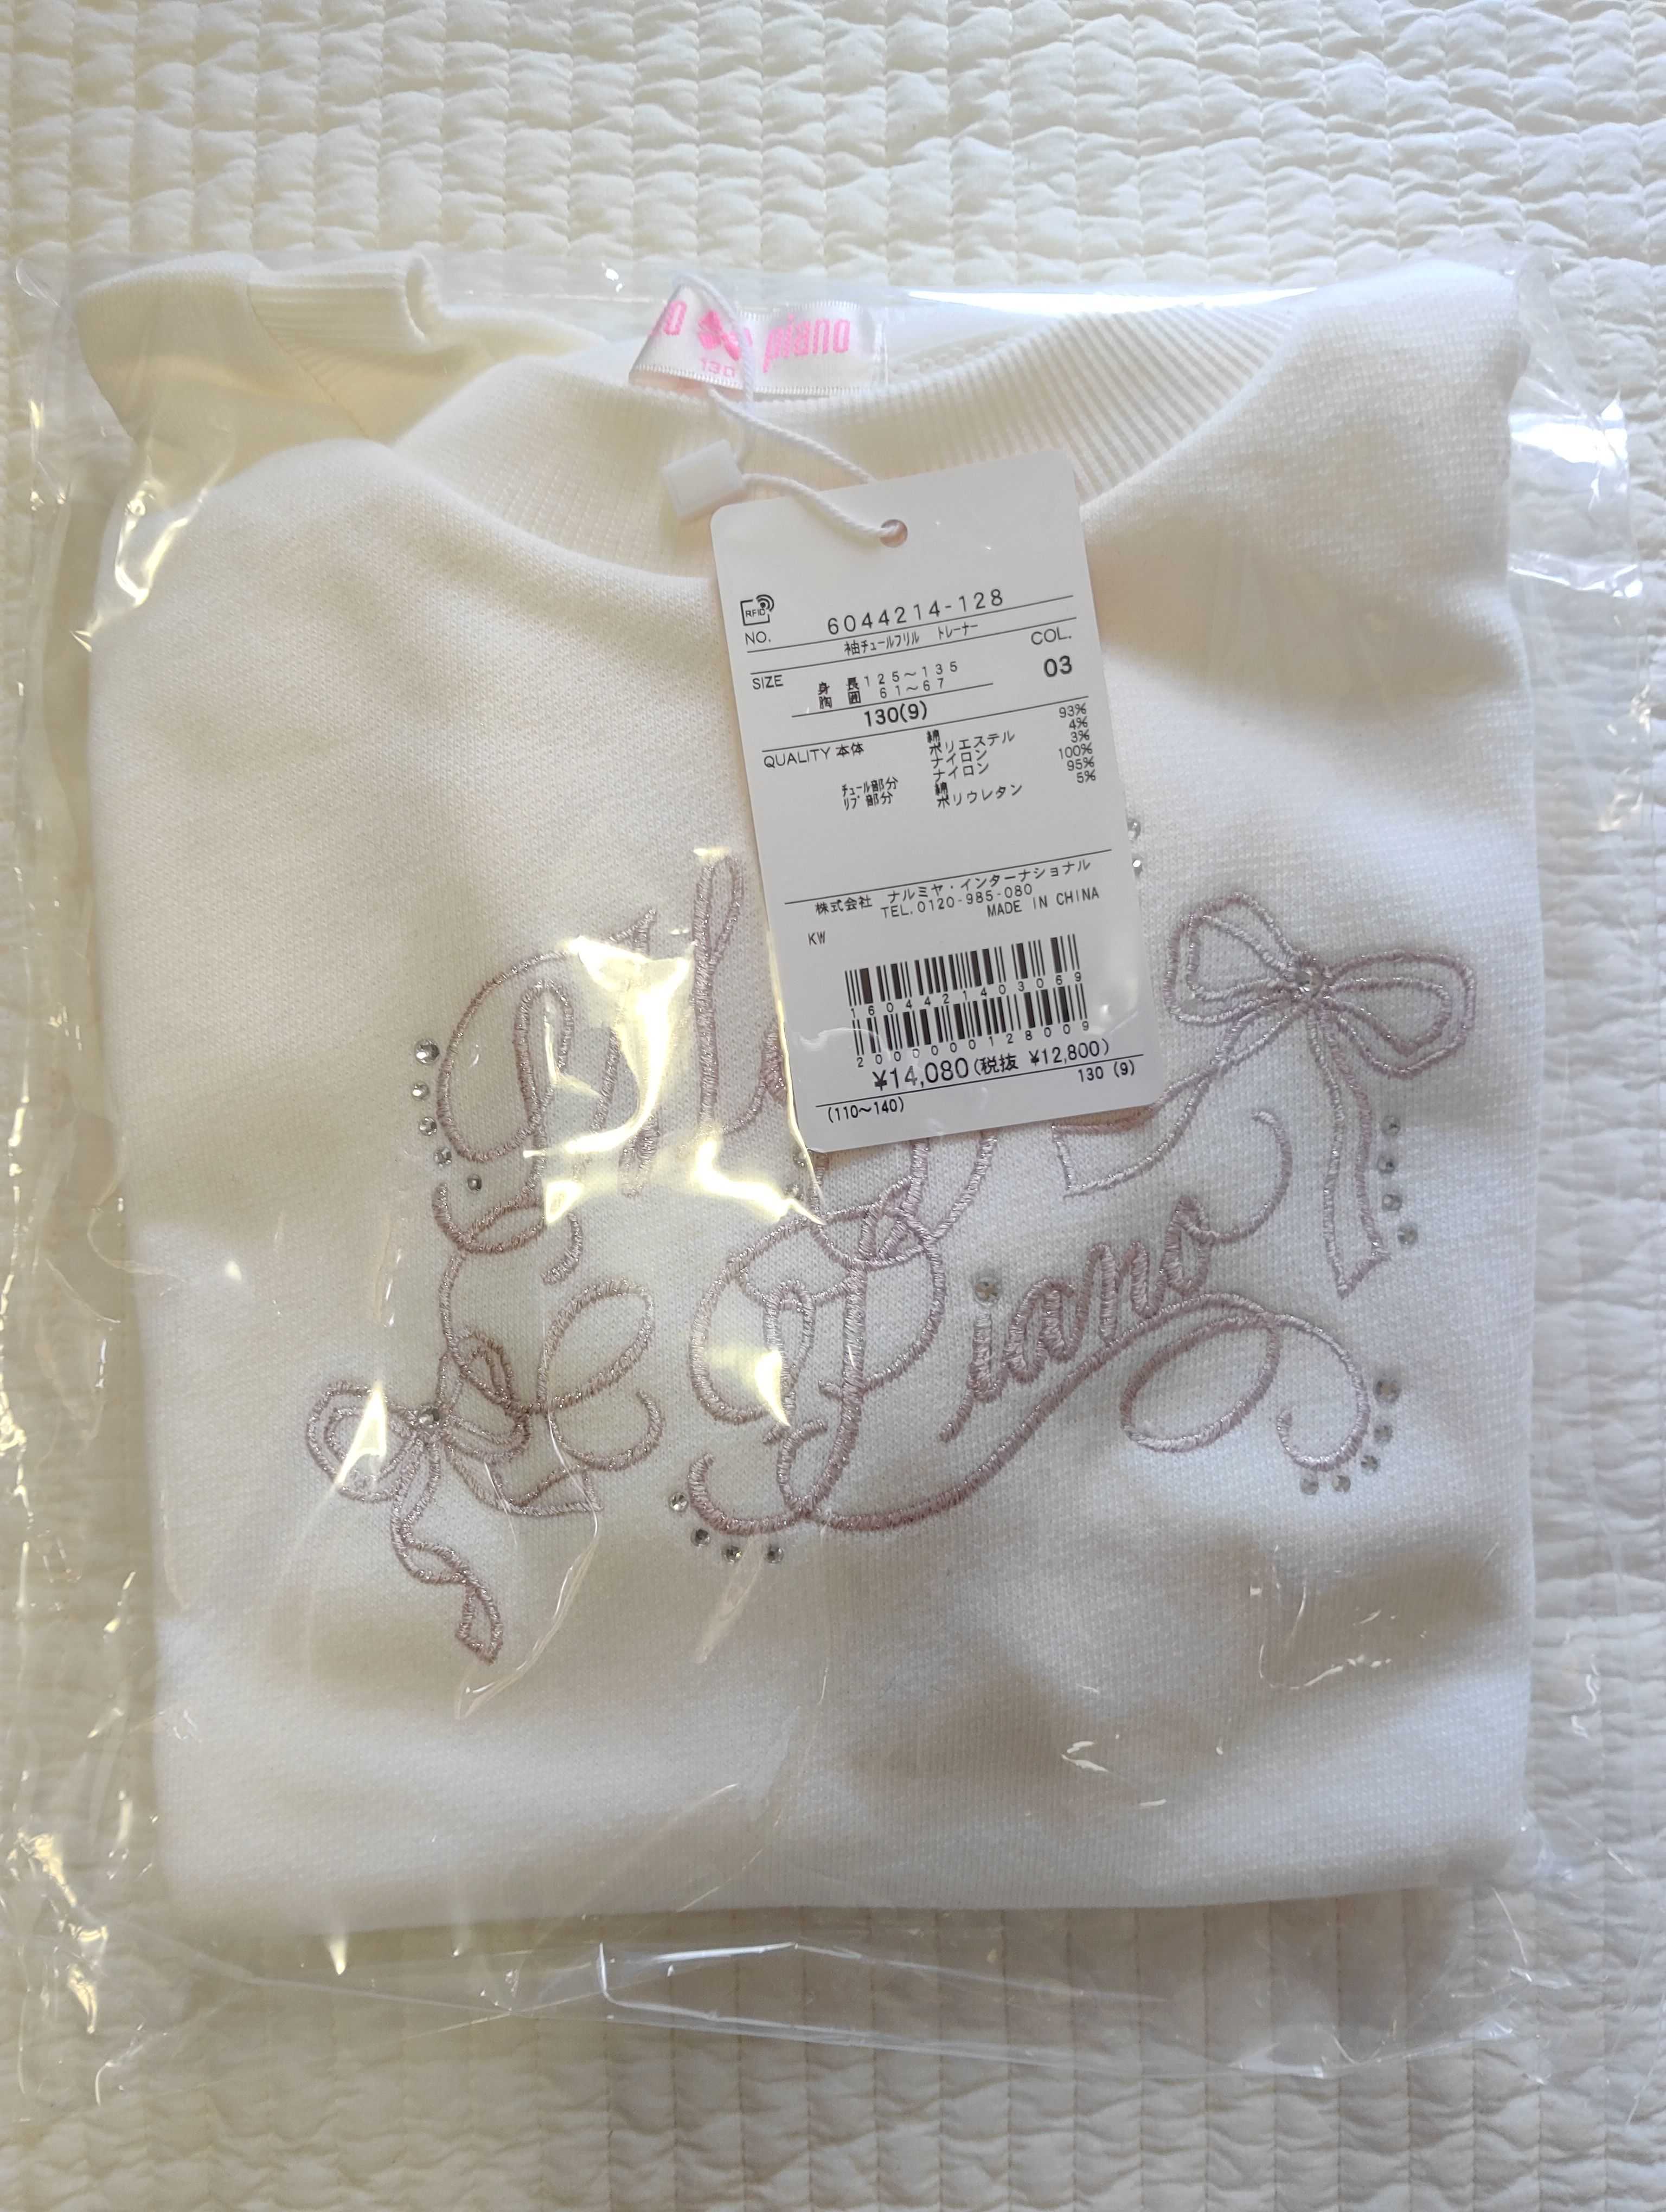 piano
130
RFID
NO. 6044214-128
袖チュールフリル トレーナー
COL.
SIZE 身長 125～135
03
胸囲 61～67
130(9)
QUALITY 本体 綿 93%
ポリエステル 4%
ナイロン 3%
チュール部分 ナイロン 100%
リブ部分 綿 95%
ポリウレタン 5%
株式会社 ナルミヤ・インターナショナル
TEL.0120-985-080
MADE IN CHINA
KW
1604421403069
2000000128009
¥14,080(税抜 ¥12,800)
(110～140)
130 (9)
Piano